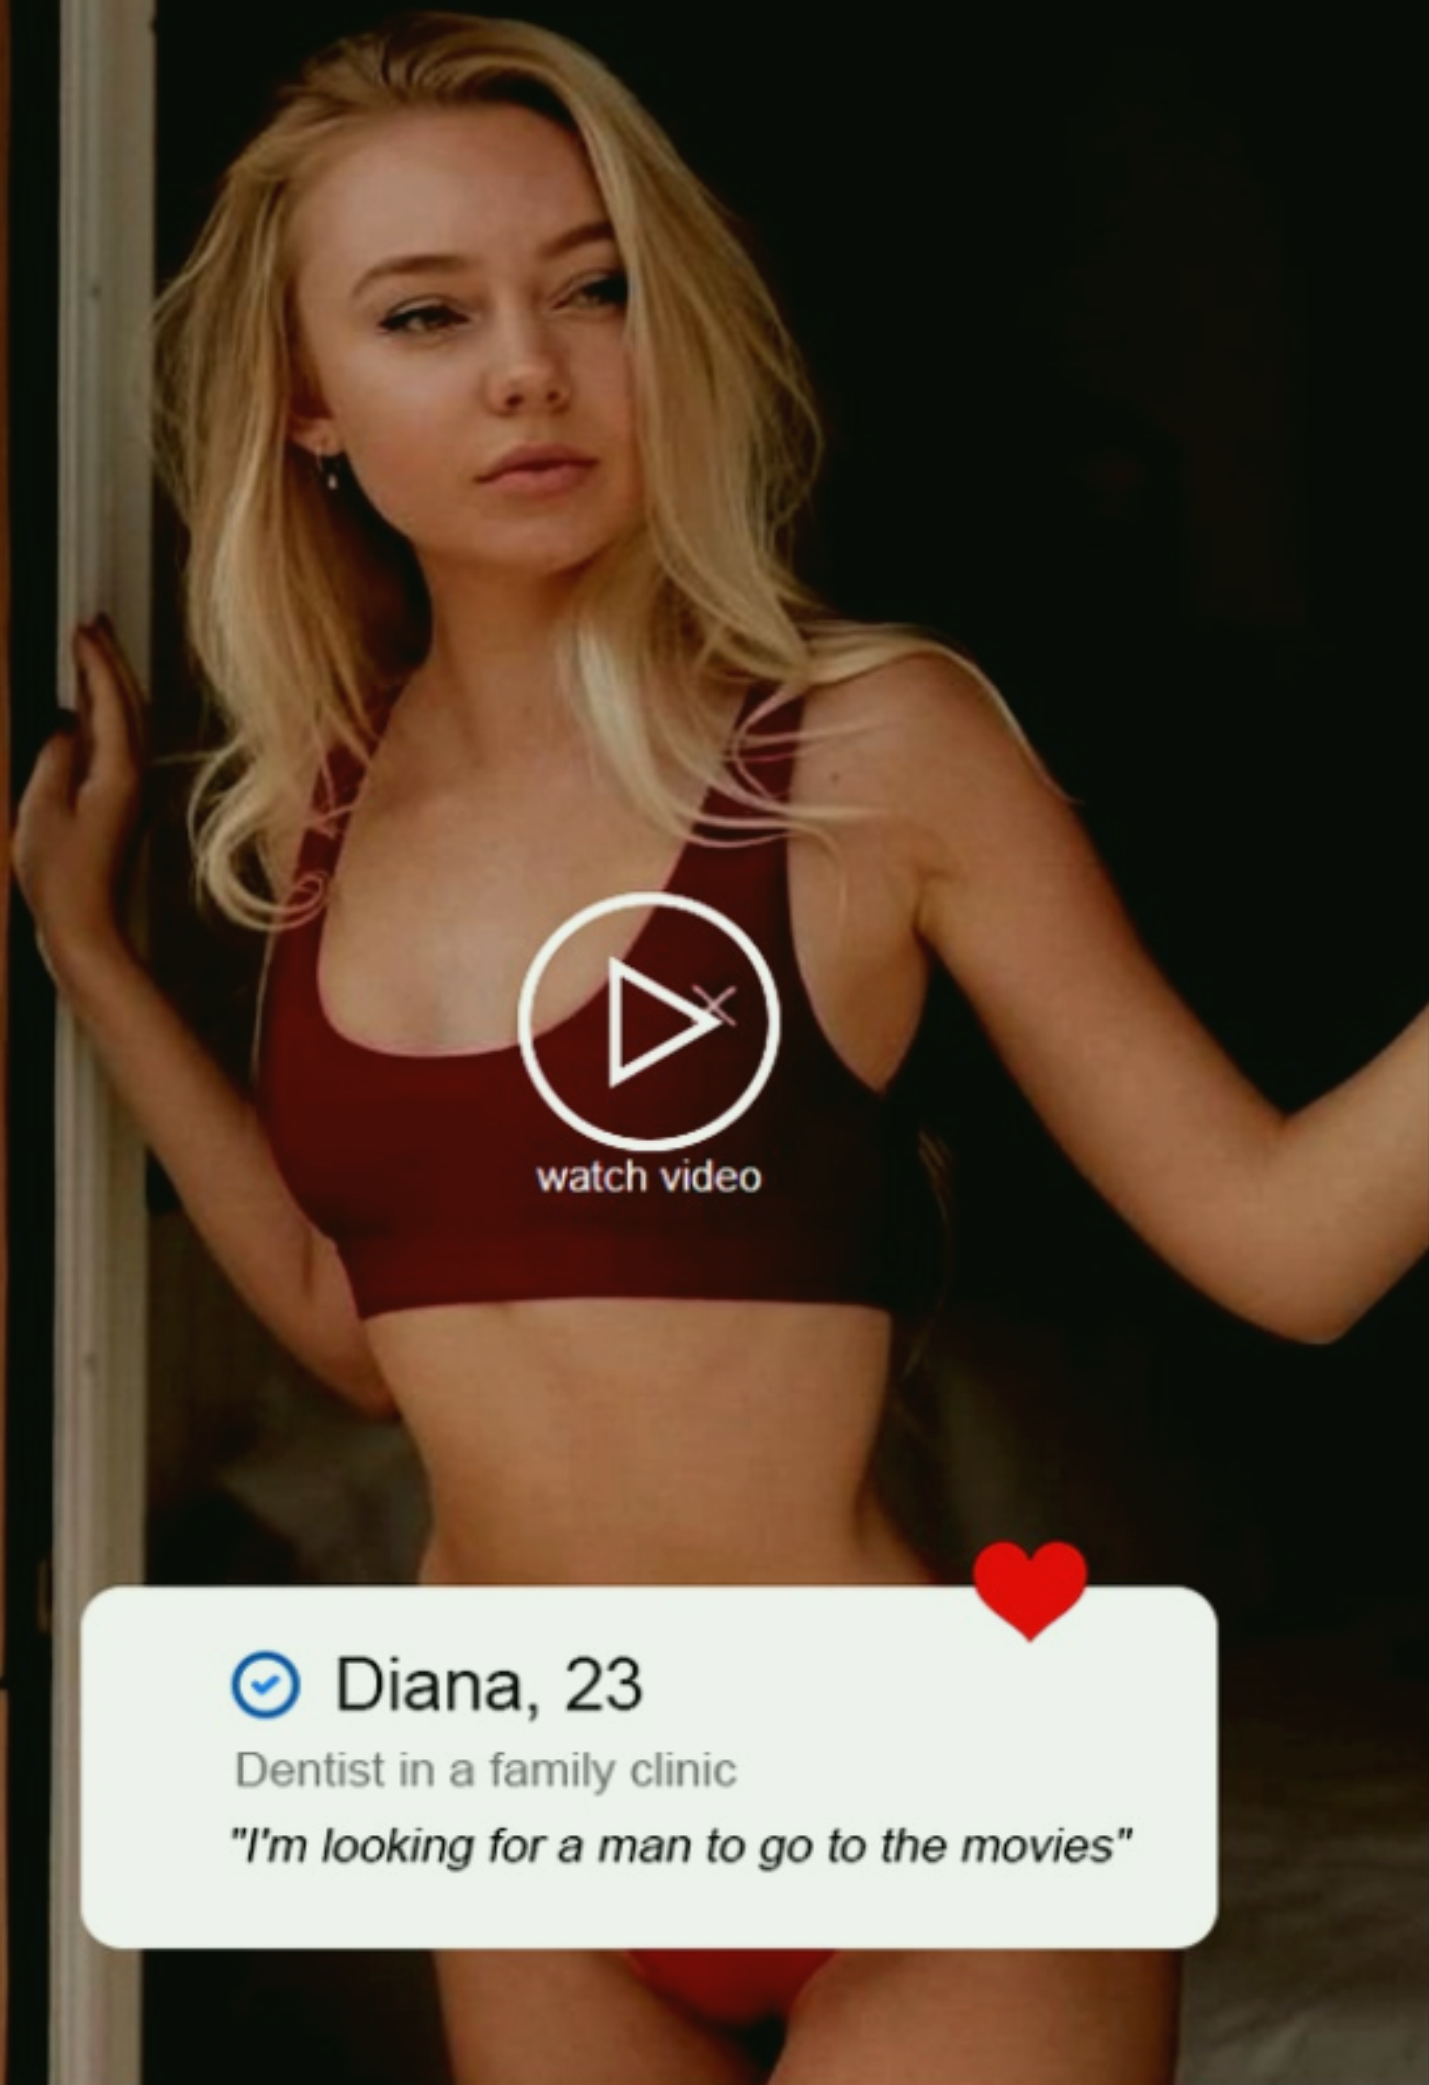 watch video
Diana, 23
Dentist in a family clinic
"I'm looking for a man to go to the movies"